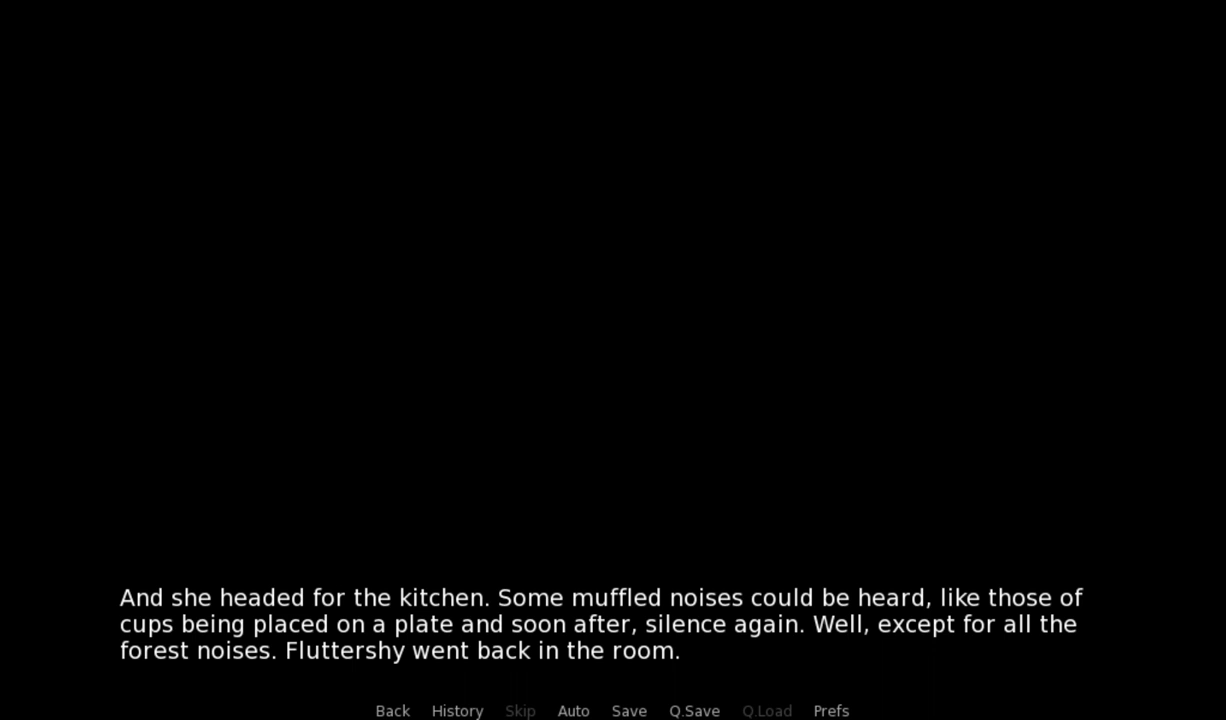 And she headed for the kitchen. Some muffled noises could be heard, like those of
cups being placed on a plate and soon after, silence again. Well, except for all the
forest noises. Fluttershy went back in the room.
Back History Skip Auto Save Q.Save Q.Load Prefs